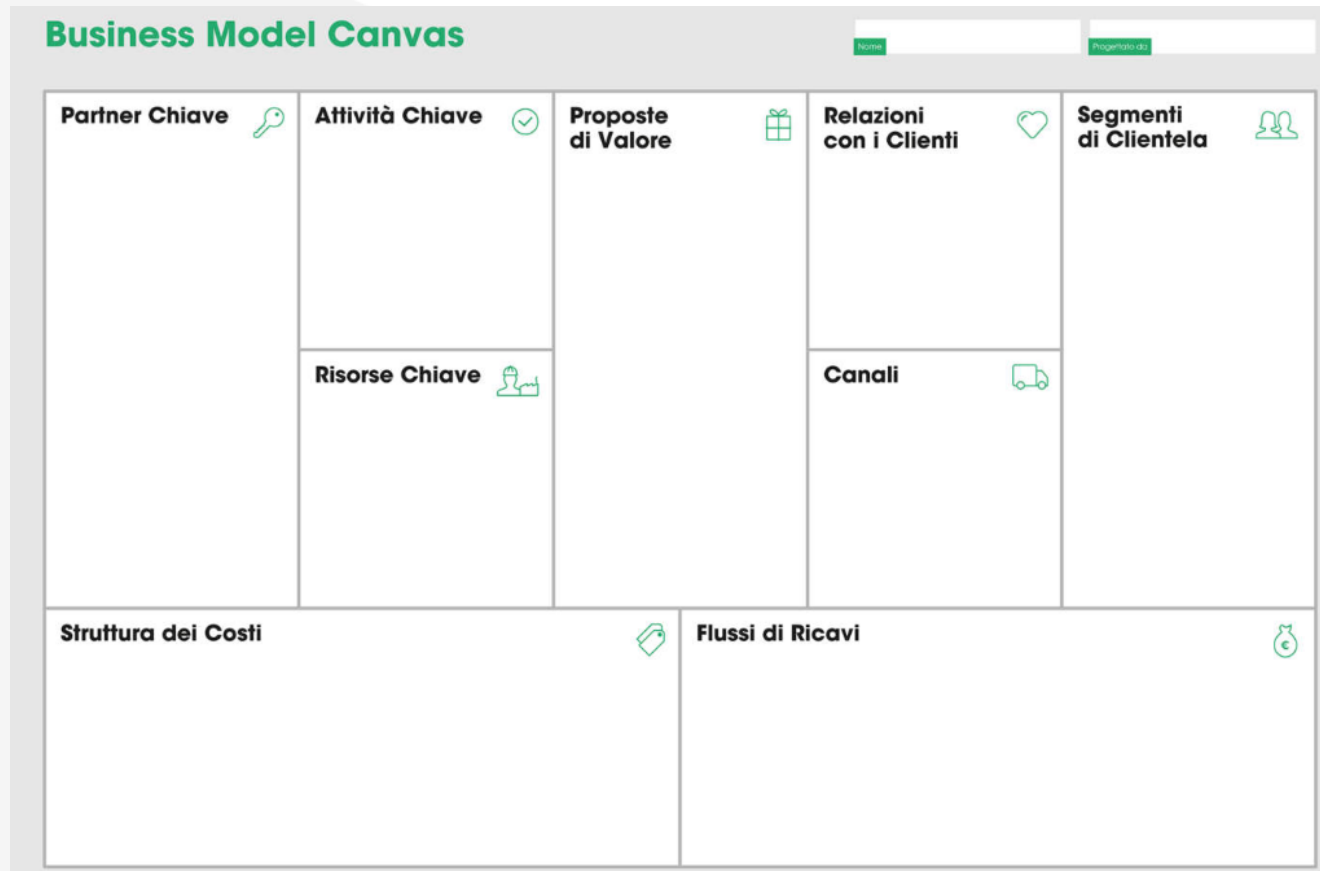 Business Model Canvas
Nome
Progettato da
Partner Chiave
Attività Chiave
Proposte
di Valore
Relazioni
con i Clienti
Segmenti
di Clientela
Risorse Chiave
Canali
Struttura dei Costi
Flussi di Ricavi
€